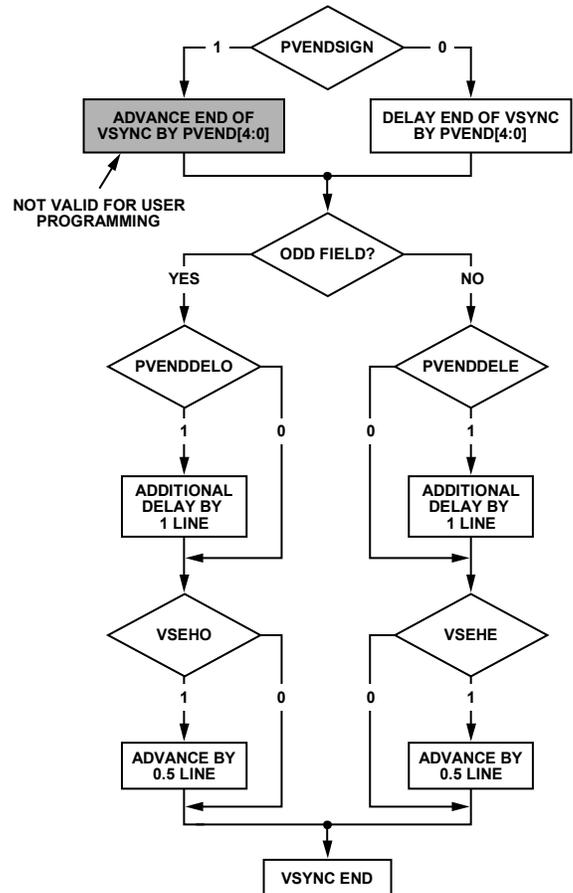 PVENDSIGN
1
0
ADVANCE END OF
VSYNC BY PVEND[4:0]
DELAY END OF VSYNC
BY PVEND[4:0]
NOT VALID FOR USER
PROGRAMMING
ODD FIELD?
YES
NO
PVENDDELO
PVENDDELE
1
0
0
1
ADDITIONAL
DELAY BY
1 LINE
ADDITIONAL
DELAY BY
1 LINE
VSEHO
VSEHE
1
0
0
1
ADVANCE BY
0.5 LINE
ADVANCE BY
0.5 LINE
VSYNC END